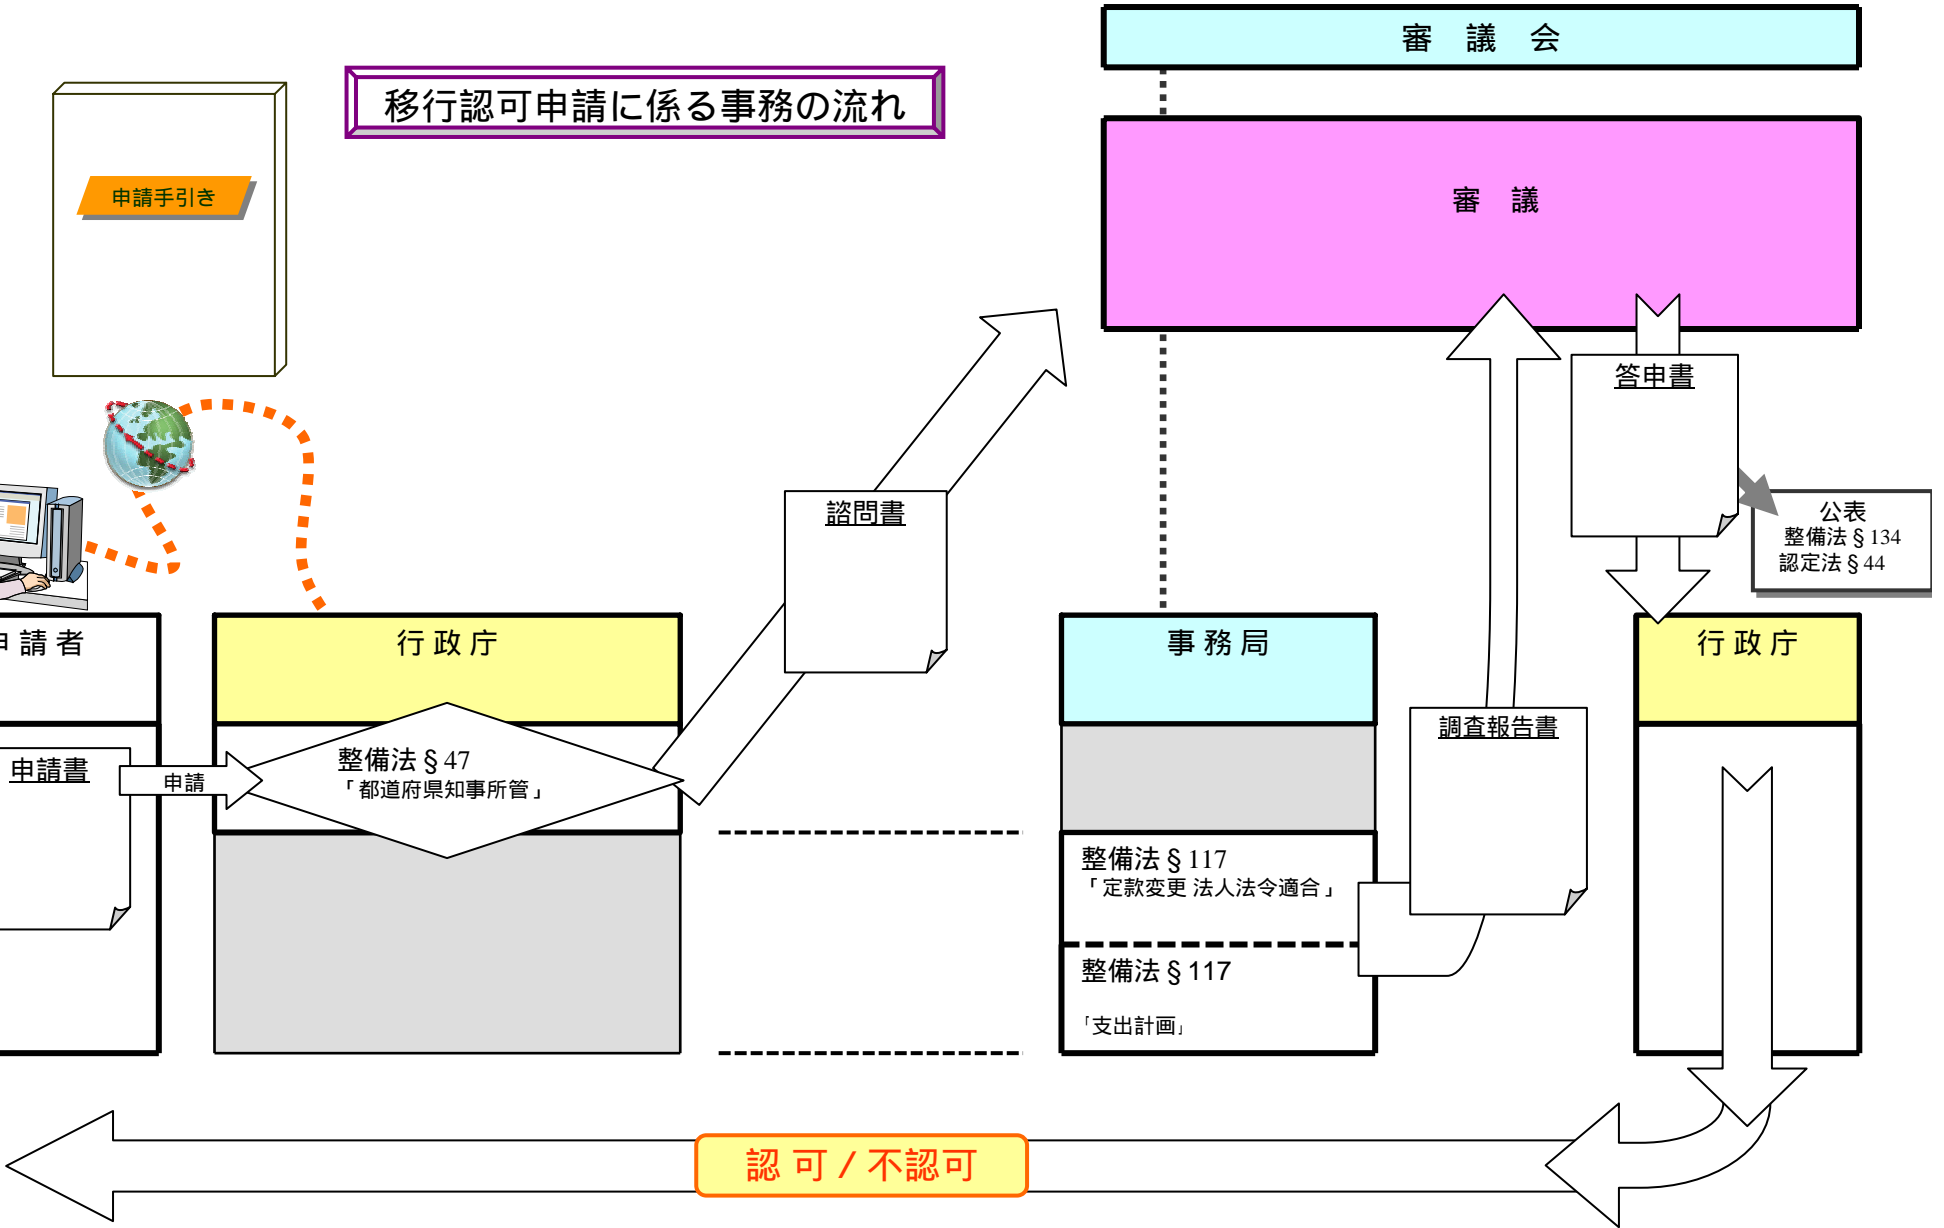 審 議 会
移行認可申請に係る事務の流れ
申請手引き
審 議
答申書
諮問書
公表
整備法§134
認定法§44
請 者
行 政 庁
事 務 局
行 政 庁
調査報告書
申請書
申請
整備法§47
「都道府県知事所管」
整備法§117
「定款変更 法人法令適合」
整備法§117
「支出計画」
認 可 / 不認可